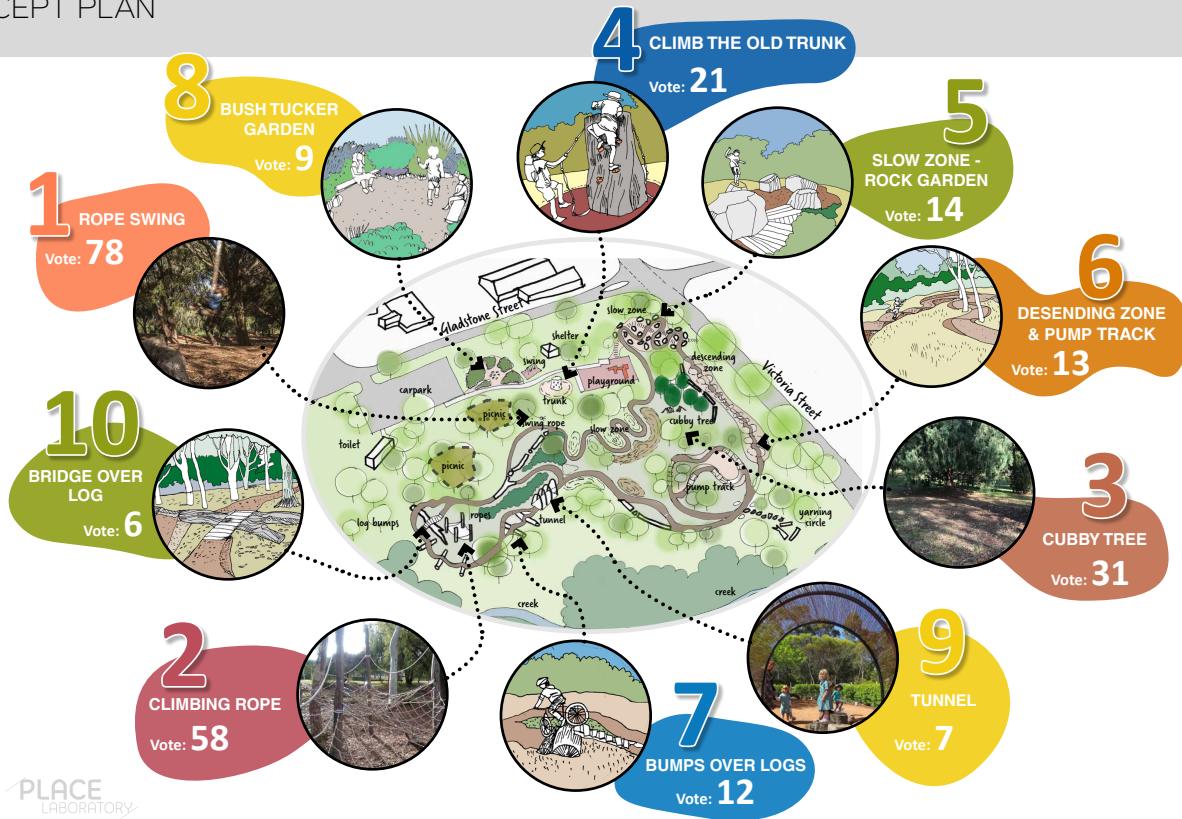 CEPT PLAN
4
CLIMB THE OLD TRUNK
Vote: 21
8
BUSH TUCKER
GARDEN
Vote: 9
5
SLOW ZONE -
ROCK GARDEN
Vote: 14
1
ROPE SWING
Vote: 78
6
DESENDING ZONE
& PUMP TRACK
Vote: 13
Gladstone Street
slow zone
shelter
swing
descending
zone
Victoria Street
playground
carpark
trunk
picnic
swing rope
slow zone
cubby tree
toilet
picnic
pump track
log bumps
ropes
tunnel
yarning
circle
creek
creek
10
BRIDGE OVER
LOG
Vote: 6
3
CUBBY TREE
Vote: 31
2
CLIMBING ROPE
Vote: 58
9
TUNNEL
Vote: 7
7
BUMPS OVER LOGS
Vote: 12
PLACE
LABORATORY